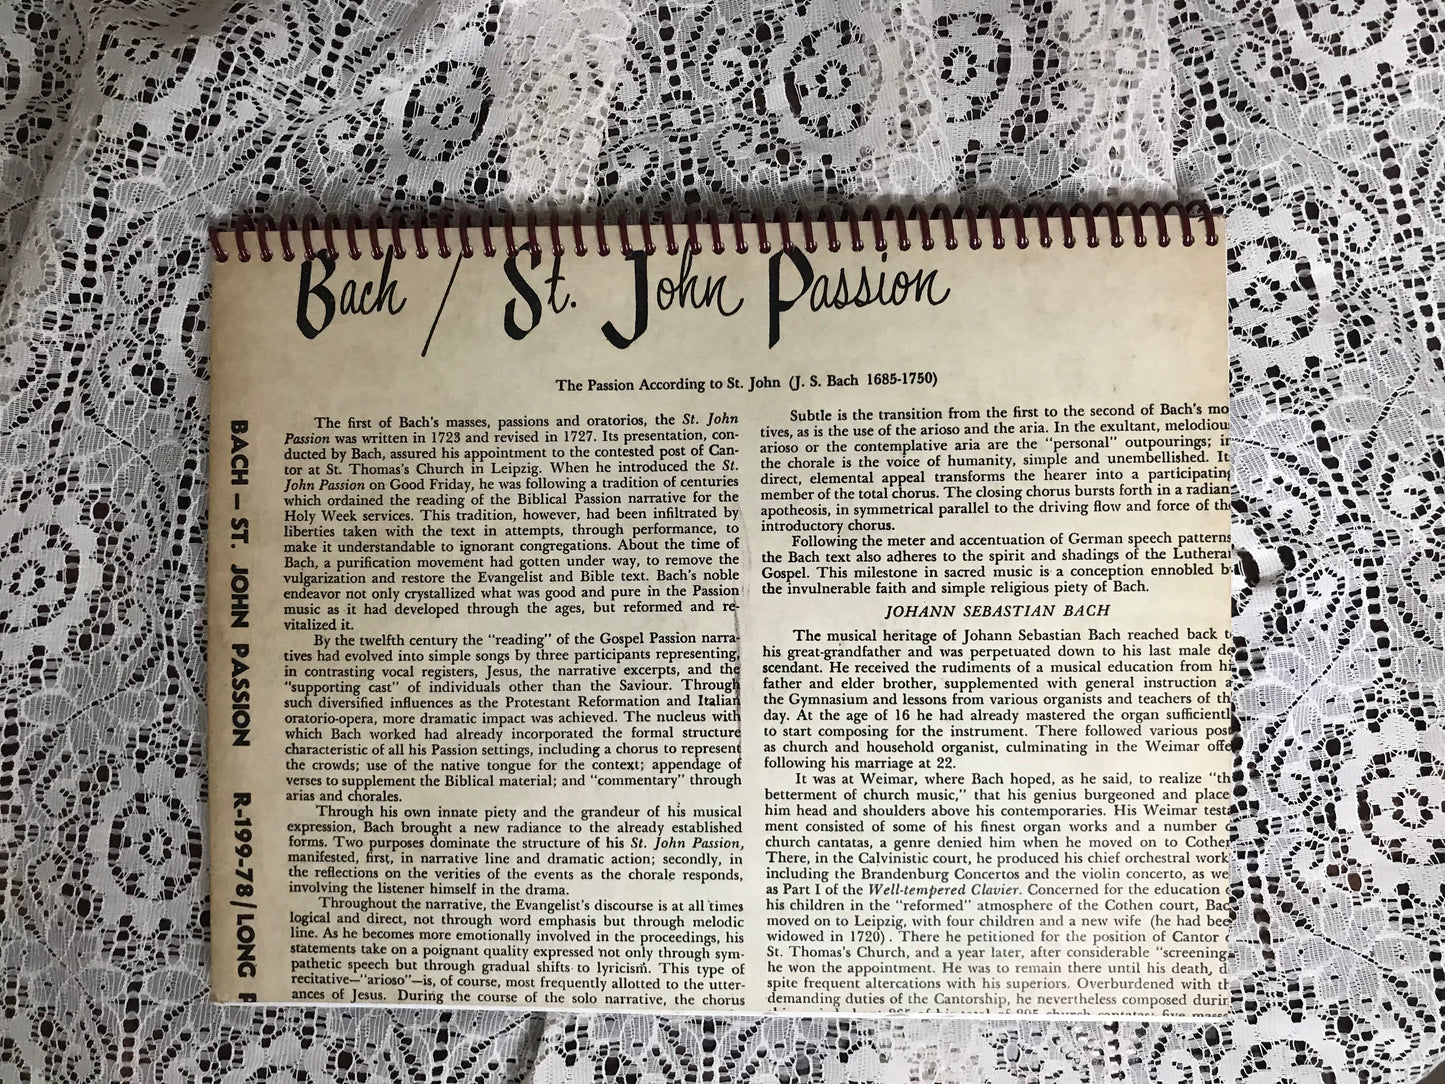 Bach / St. John Passion
The Passion According to St. John (J. S. Bach 1685-1750)
BACH — ST. JOHN PASSION R-199-78/LONG P
The first of Bach's masses, passions and oratorios, the St. John
Passion was written in 1723 and revised in 1727. Its presentation, con-
ducted by Bach, assured his appointment to the contested post of Can-
tor at St. Thomas's Church in Leipzig. When he introduced the St.
John Passion on Good Friday, he was following a tradition of centuries
which ordained the reading of the Biblical Passion narrative for the
Holy Week services. This tradition, however, had been infiltrated by
liberties taken with the text in attempts, through performance, to
make it understandable to ignorant congregations. About the time of
Bach, a purification movement had gotten under way, to remove the
vulgarization and restore the Evangelist and Bible text. Bach's noble
endeavor not only crystallized what was good and pure in the Passion
music as it had developed through the ages, but reformed and re-
vitalized it.
By the twelfth century the "reading" of the Gospel Passion narra-
tives had evolved into simple songs by three participants representing,
in contrasting vocal registers, Jesus, the narrative excerpts, and the
"supporting cast" of individuals other than the Saviour. Through
such diversified influences as the Protestant Reformation and Italian
oratorio-opera, more dramatic impact was achieved. The nucleus with
which Bach worked had already incorporated the formal structure
characteristic of all his Passion settings, including a chorus to represent
the crowds; use of the native tongue for the context; appendage of
verses to supplement the Biblical material; and "commentary" through
arias and chorales.
Through his own innate piety and the grandeur of his musical
expression, Bach brought a new radiance to the already established
forms. Two purposes dominate the structure of his St. John Passion,
manifested, first, in narrative line and dramatic action; secondly, in
the reflections on the verities of the events as the chorale responds,
involving the listener himself in the drama.
Throughout the narrative, the Evangelist's discourse is at all times
logical and direct, not through word emphasis but through melodic
line. As he becomes more emotionally involved in the proceedings, his
statements take on a poignant quality expressed not only through sym-
pathetic speech but through gradual shifts to lyricism. This type of
recitative—"arioso"—is, of course, most frequently allotted to the utter-
ances of Jesus. During the course of the solo narrative, the chorus
Subtle is the transition from the first to the second of Bach's mo
tives, as is the use of the arioso and the aria. In the exultant, melodiou
arioso or the contemplative aria are the "personal" outpourings; in
the chorale is the voice of humanity, simple and unembellished. It
direct, elemental appeal transforms the hearer into a participating
member of the total chorus. The closing chorus bursts forth in a radian
apotheosis, in symmetrical parallel to the driving flow and force of the
introductory chorus.
Following the meter and accentuation of German speech patterns
the Bach text also adheres to the spirit and shadings of the Luthera
Gospel. This milestone in sacred music is a conception ennobled b
the invulnerable faith and simple religious piety of Bach.
JOHANN SEBASTIAN BACH
The musical heritage of Johann Sebastian Bach reached back t
his great-grandfather and was perpetuated down to his last male de
scendant. He received the rudiments of a musical education from hi
father and elder brother, supplemented with general instruction a
the Gymnasium and lessons from various organists and teachers of th
day. At the age of 16 he had already mastered the organ sufficientl
to start composing for the instrument. There followed various post
as church and household organist, culminating in the Weimar offe
following his marriage at 22.
It was at Weimar, where Bach hoped, as he said, to realize "th
betterment of church music," that his genius burgeoned and place
him head and shoulders above his contemporaries. His Weimar testa
ment consisted of some of his finest organ works and a number o
church cantatas, a genre denied him when he moved on to Cothen
There, in the Calvinistic court, he produced his chief orchestral work
including the Brandenburg Concertos and the violin concerto, as we
as Part I of the Well-tempered Clavier. Concerned for the education o
his children in the "reformed" atmosphere of the Cothen court, Bac
moved on to Leipzig, with four children and a new wife (he had bee
widowed in 1720). There he petitioned for the position of Cantor o
St. Thomas's Church, and a year later, after considerable "screening
he won the appointment. He was to remain there until his death, d
spite frequent altercations with his superiors. Overburdened with th
demanding duties of the Cantorship, he nevertheless composed durin